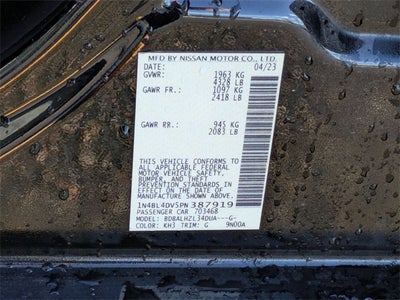 MFD BY NISSAN MOTOR CO., LTD.
DATE: 04/23
GVWR: 1963 KG
4328 LB
GAWR FR.: 1097 KG
2418 LB
GAWR RR.: 945 KG
2083 LB
THIS VEHICLE CONFORMS TO
ALL APPLICABLE FEDERAL
MOTOR VEHICLE SAFETY,
BUMPER, AND THEFT
PREVENTION STANDARDS
IN EFFECT ON THE DATE OF
MANUFACTURE SHOWN ABOVE.
1N4BL4DV5PN387919
PASSENGER CAR 703468
MODEL: BDBALHZL34DUA---G-
COLOR: KH3 TRIM: G 9N00A